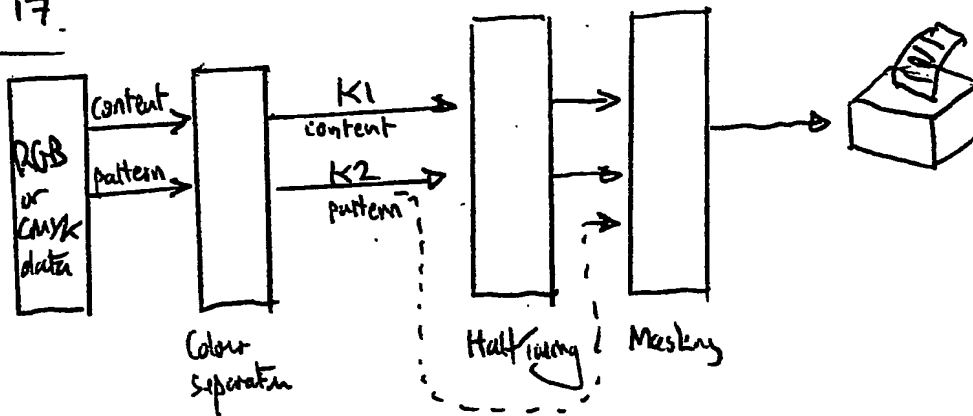 17.
RGB
or
CMYK
data
content
pattern
K1
content
K2
pattern
Colour
separation
Halftoning
Masking